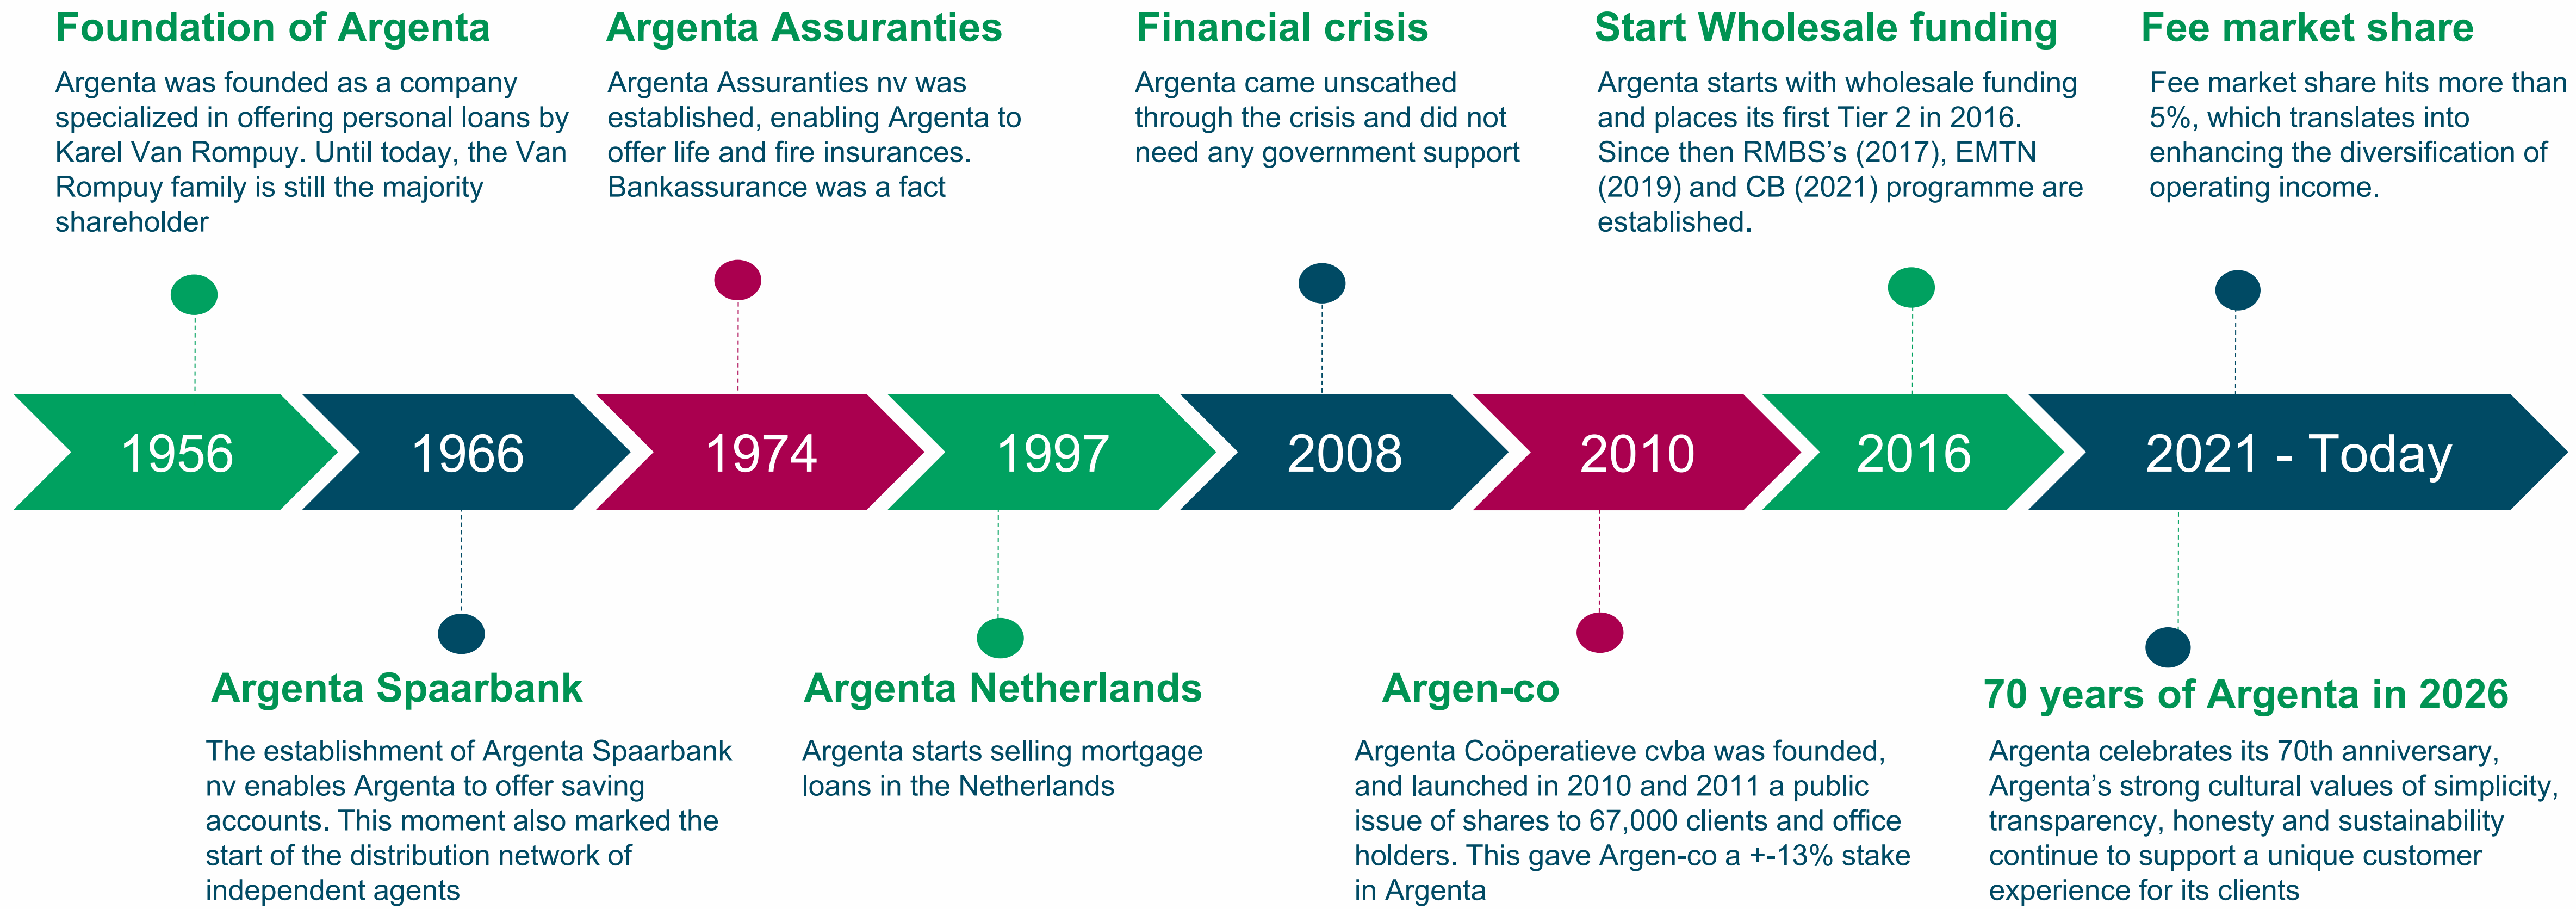 Foundation of Argenta
Argenta was founded as a company
specialized in offering personal loans by
Karel Van Rompuy. Until today, the Van
Rompuy family is still the majority
shareholder
Argenta Assuranties
Argenta Assuranties nv was
established, enabling Argenta to
offer life and fire insurances.
Bankassurance was a fact
Financial crisis
Argenta came unscathed
through the crisis and did not
need any government support
Start Wholesale funding
Argenta starts with wholesale funding
and places its first Tier 2 in 2016.
Since then RMBS’s (2017), EMTN
(2019) and CB (2021) programme are
established.
Fee market share
Fee market share hits more than
5%, which translates into
enhancing the diversification of
operating income.
1956
1966
1974
1997
2008
2010
2016
2021 - Today
Argenta Spaarbank
The establishment of Argenta Spaarbank
nv enables Argenta to offer saving
accounts. This moment also marked the
start of the distribution network of
independent agents
Argenta Netherlands
Argenta starts selling mortgage
loans in the Netherlands
Argen-co
Argenta Coöperatieve cvba was founded,
and launched in 2010 and 2011 a public
issue of shares to 67,000 clients and office
holders. This gave Argen-co a +-13% stake
in Argenta
70 years of Argenta in 2026
Argenta celebrates its 70th anniversary,
Argenta’s strong cultural values of simplicity,
transparency, honesty and sustainability
continue to support a unique customer
experience for its clients